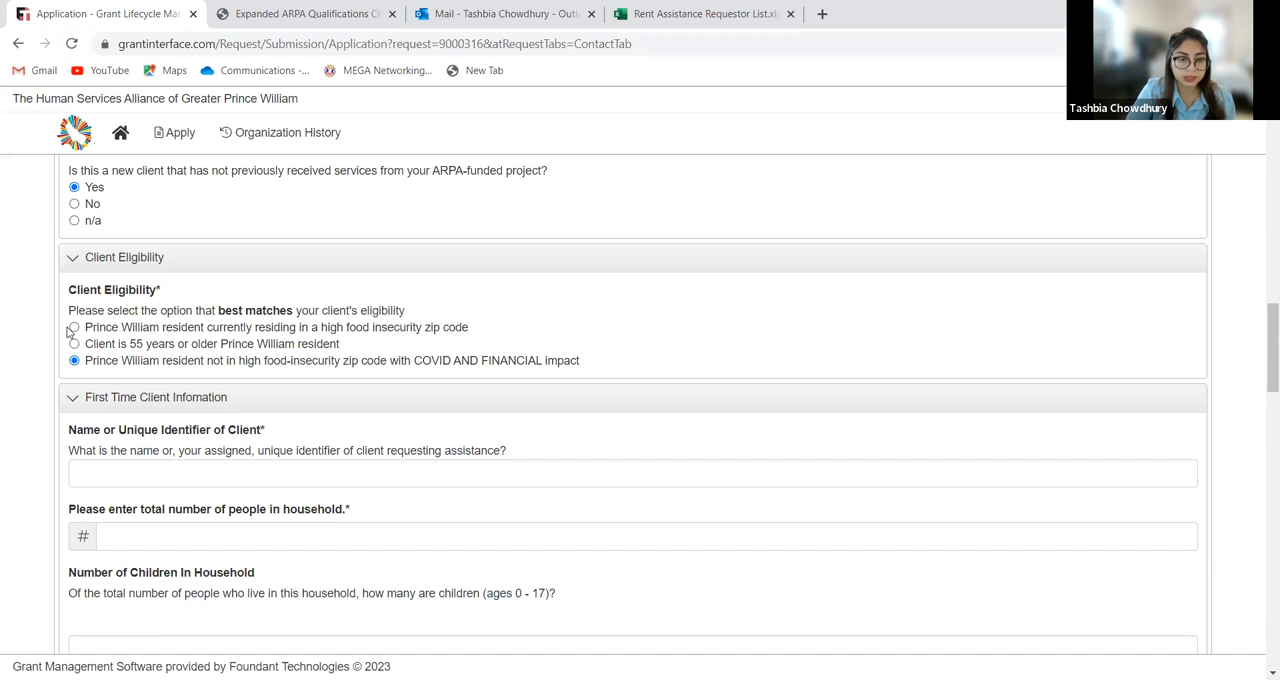 Application - Grant Lifecycle Mar
Expanded ARPA Qualifications C
Mail - Tashbia Chowdhury - Outl
Rent Assistance Requestor List.xl
grantinterface.com/Request/Submission/Application?request=9000316&atRequestTabs=ContactTab
Gmail
YouTube
Maps
Communications -...
MEGA Networking...
New Tab
Tashbia Chowdhury
The Human Services Alliance of Greater Prince William
Apply
Organization History
Is this a new client that has not previously received services from your ARPA-funded project?
Yes
No
n/a
Client Eligibility
Client Eligibility*
Please select the option that best matches your client's eligibility
Prince William resident currently residing in a high food insecurity zip code
Client is 55 years or older Prince William resident
Prince William resident not in high food-insecurity zip code with COVID AND FINANCIAL impact
First Time Client Infomation
Name or Unique Identifier of Client*
What is the name or, your assigned, unique identifier of client requesting assistance?
Please enter total number of people in household.*
#
Number of Children In Household
Of the total number of people who live in this household, how many are children (ages 0 - 17)?
Grant Management Software provided by Foundant Technologies © 2023